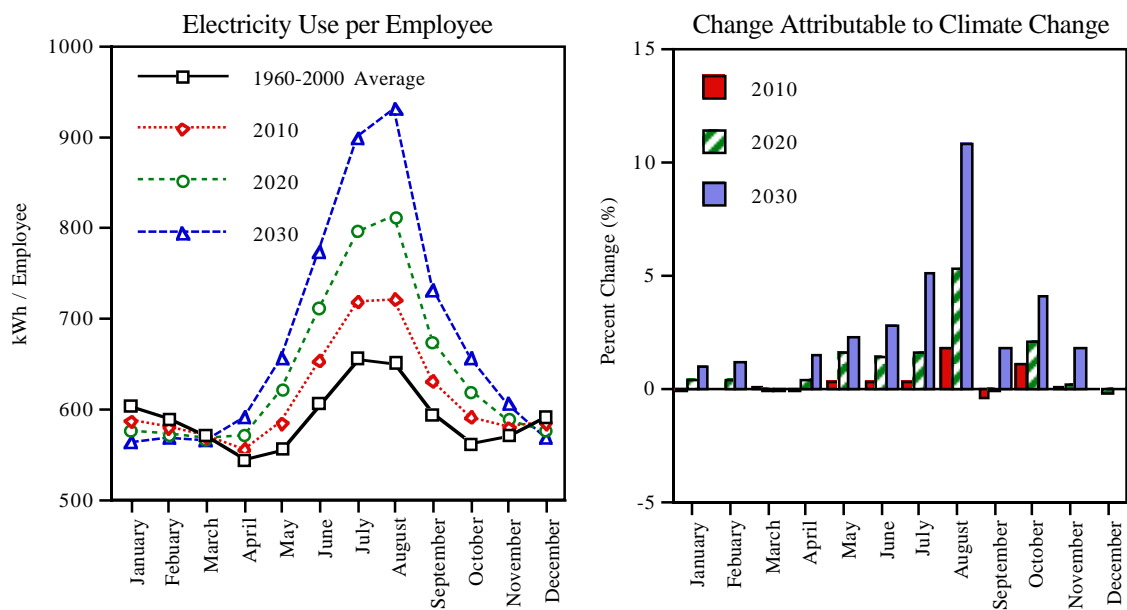 Electricity Use per Employee
1000
900
800
700
600
500
kWh / Employee
1960-2000 Average
2010
2020
2030
January
Febuary
March
April
May
June
July
August
September
October
November
December
Change Attributable to Climate Change
15
10
5
0
-5
Percent Change (%)
2010
2020
2030
January
Febuary
March
April
May
June
July
August
September
October
November
December